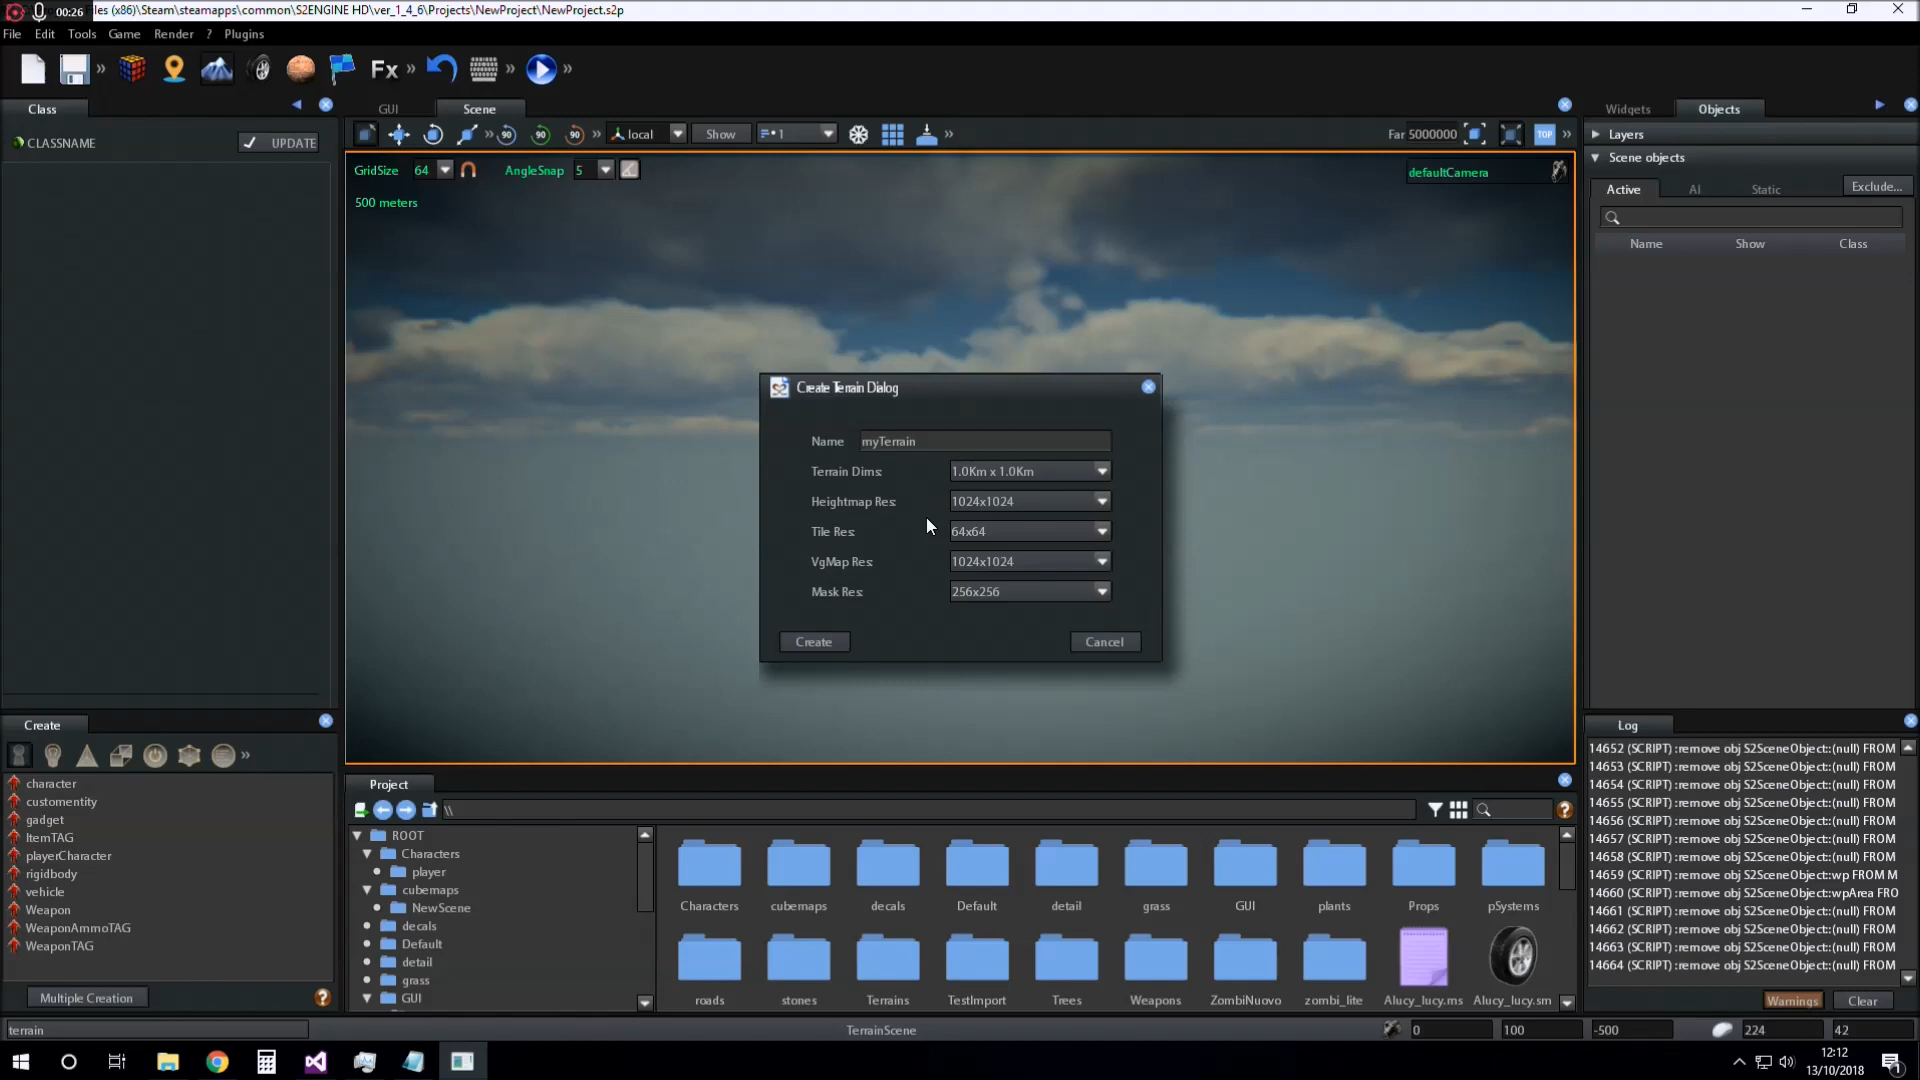 00:26
Files (x86)\Steam\steamapps\common\S2ENGINE HD\ver_1_4_6\Projects\NewProject\NewProject.s2p
File Edit Tools Game Render ? Plugins
Fx
Class
CLASSNAME
UPDATE
GUI Scene
90 90 90 local Show 1 Far 5000000 TOP
GridSize 64 AngleSnap 5
500 meters
defaultCamera
Widgets Objects
Layers
Scene objects
Active AI Static Exclude...
Name Show Class
Create Terrain Dialog
Name myTerrain
Terrain Dims: 1.0Km x 1.0Km
Heightmap Res: 1024x1024
Tile Res: 64x64
VgMap Res: 1024x1024
Mask Res: 256x256
Create Cancel
Create
character
customentity
gadget
ItemTAG
playerCharacter
rigidbody
vehicle
Weapon
WeaponAmmoTAG
WeaponTAG
Multiple Creation
Project
\\
ROOT
Characters
player
cubemaps
NewScene
decals
Default
detail
grass
GUI
Characters cubemaps decals Default detail grass GUI plants Props pSystems
roads stones Terrains TestImport Trees Weapons ZombiNuovo zombi_lite Alucy_lucy.ms Alucy_lucy.sm
Log
14652 (SCRIPT) :remove obj S2SceneObject::(null) FROM
14653 (SCRIPT) :remove obj S2SceneObject::(null) FROM
14654 (SCRIPT) :remove obj S2SceneObject::(null) FROM
14655 (SCRIPT) :remove obj S2SceneObject::(null) FROM
14656 (SCRIPT) :remove obj S2SceneObject::(null) FROM
14657 (SCRIPT) :remove obj S2SceneObject::(null) FROM
14658 (SCRIPT) :remove obj S2SceneObject::(null) FROM
14659 (SCRIPT) :remove obj S2SceneObject::wp FROM M
14660 (SCRIPT) :remove obj S2SceneObject::wpArea FRO
14661 (SCRIPT) :remove obj S2SceneObject::(null) FROM
14662 (SCRIPT) :remove obj S2SceneObject::(null) FROM
14663 (SCRIPT) :remove obj S2SceneObject::(null) FROM
14664 (SCRIPT) :remove obj S2SceneObject::(null) FROM
Warnings Clear
terrain
TerrainScene
0 100 -500 224 42
12:12
13/10/2018
1